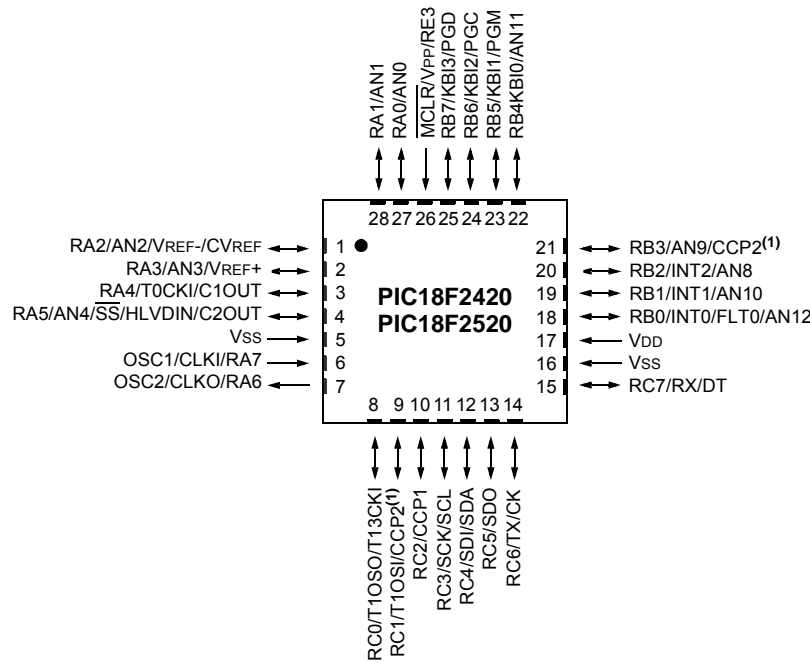 RA1/AN1
RA0/AN0
MCLR/VPP/RE3
RB7/KBI3/PGD
RB6/KBI2/PGC
RB5/KBI1/PGM
RB4KBI0/AN11
28 27 26 25 24 23 22
RA2/AN2/VREF-/CVREF
RA3/AN3/VREF+
RA4/T0CKI/C1OUT
RA5/AN4/SS/HLVDIN/C2OUT
VSS
OSC1/CLKI/RA7
OSC2/CLKO/RA6
1
2
3
4
5
6
7
PIC18F2420
PIC18F2520
21
20
19
18
17
16
15
RB3/AN9/CCP2(1)
RB2/INT2/AN8
RB1/INT1/AN10
RB0/INT0/FLT0/AN12
VDD
VSS
RC7/RX/DT
8 9 10 11 12 13 14
RC0/T1OSO/T13CKI
RC1/T1OSI/CCP2(1)
RC2/CCP1
RC3/SCK/SCL
RC4/SDI/SDA
RC5/SDO
RC6/TX/CK